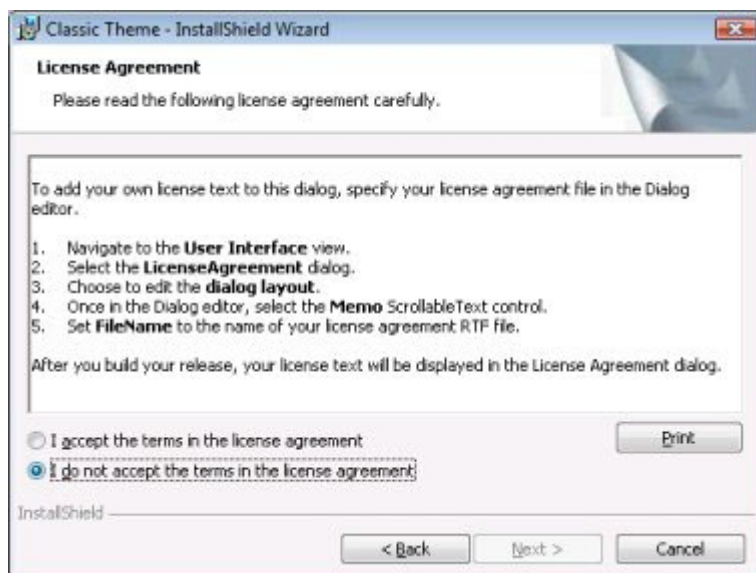 Classic Theme - InstallShield Wizard
License Agreement
Please read the following license agreement carefully.
To add your own license text to this dialog, specify your license agreement file in the Dialog
editor.
1. Navigate to the User Interface view.
2. Select the LicenseAgreement dialog.
3. Choose to edit the dialog layout.
4. Once in the Dialog editor, select the Memo ScrollableText control.
5. Set FileName to the name of your license agreement RTF file.
After you build your release, your license text will be displayed in the License Agreement dialog.
I accept the terms in the license agreement
Print
I do not accept the terms in the license agreement
InstallShield
< Back
Next >
Cancel